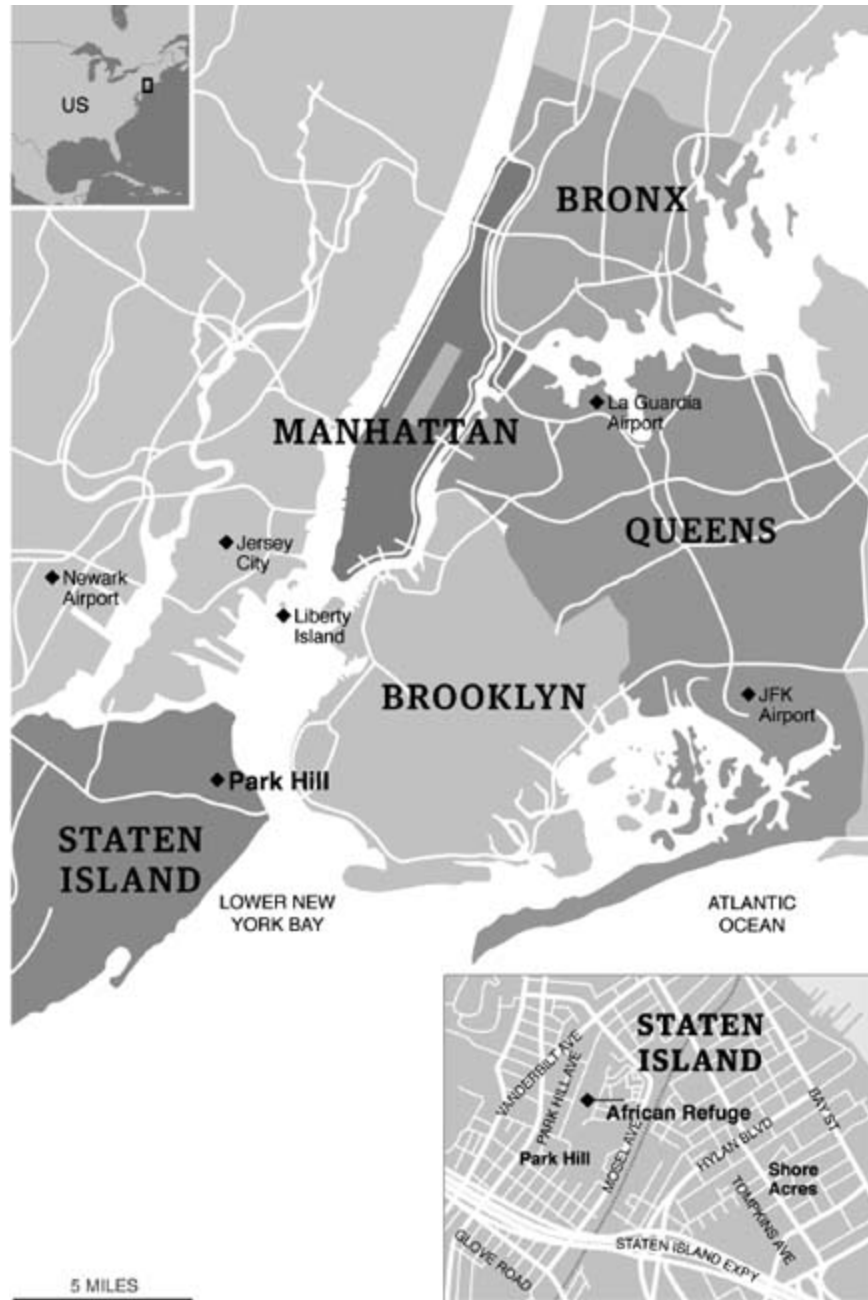 US
BRONX
La Guardia
Airport
MANHATTAN
QUEENS
Jersey
City
Newark
Airport
Liberty
Island
BROOKLYN
JFK
Airport
Park Hill
STATEN
ISLAND
LOWER NEW
YORK BAY
ATLANTIC
OCEAN
STATEN
ISLAND
VANDERBILT AVE
PARK HILL AVE
African Refuge
BAY ST
MOSEL AVE
HYLAN BLVD
Park Hill
Shore
Acres
TOMPKINS AVE
GLOVE ROAD
STATEN ISLAND EXPY
5 MILES